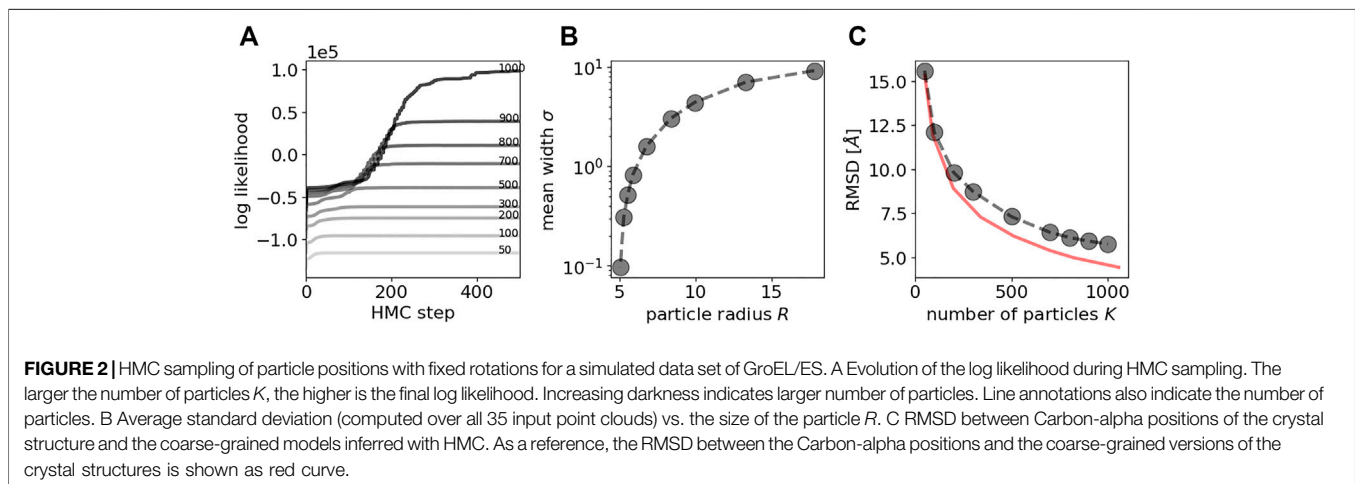 A
B
C
1e5
1.0
0.5
0.0
−0.5
−1.0
log likelihood
1000
900
800
700
500
300
200
100
50
0
200
400
HMC step
10¹
10⁰
10⁻¹
mean width σ
5
10
15
particle radius R
15.0
12.5
10.0
7.5
5.0
RMSD [Å]
0
500
1000
number of particles K
FIGURE 2 | HMC sampling of particle positions with fixed rotations for a simulated data set of GroEL/ES. A Evolution of the log likelihood during HMC sampling. The
larger the number of particles K, the higher is the final log likelihood. Increasing darkness indicates larger number of particles. Line annotations also indicate the number of
particles. B Average standard deviation (computed over all 35 input point clouds) vs. the size of the particle R. C RMSD between Carbon-alpha positions of the crystal
structure and the coarse-grained models inferred with HMC. As a reference, the RMSD between the Carbon-alpha positions and the coarse-grained versions of the
crystal structures is shown as red curve.